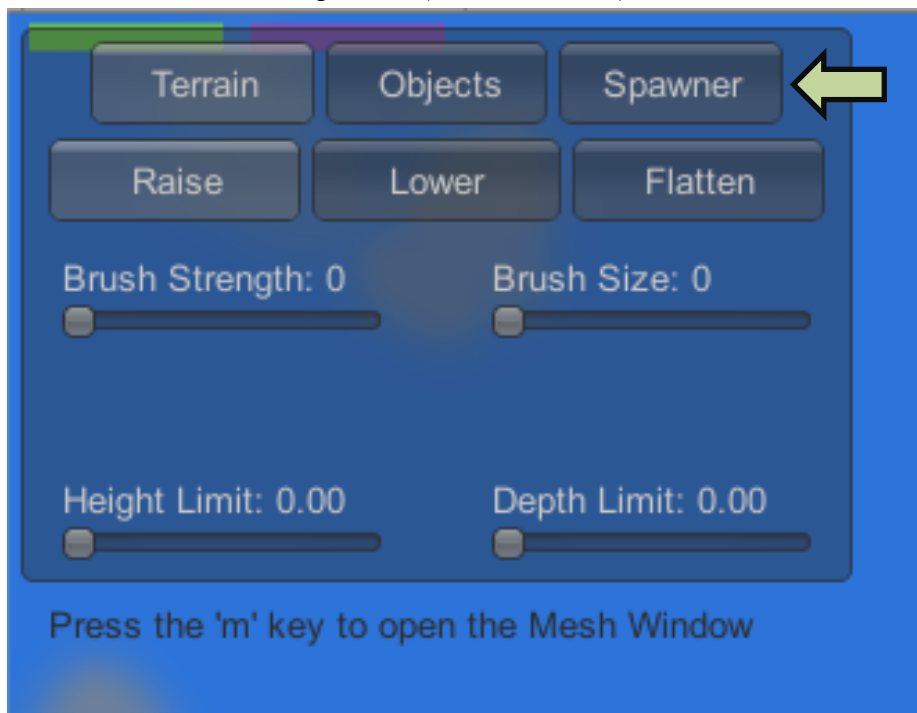 Terrain Objects Spawner
Raise Lower Flatten
Brush Strength: 0 Brush Size: 0
Height Limit: 0.00 Depth Limit: 0.00
Press the 'm' key to open the Mesh Window